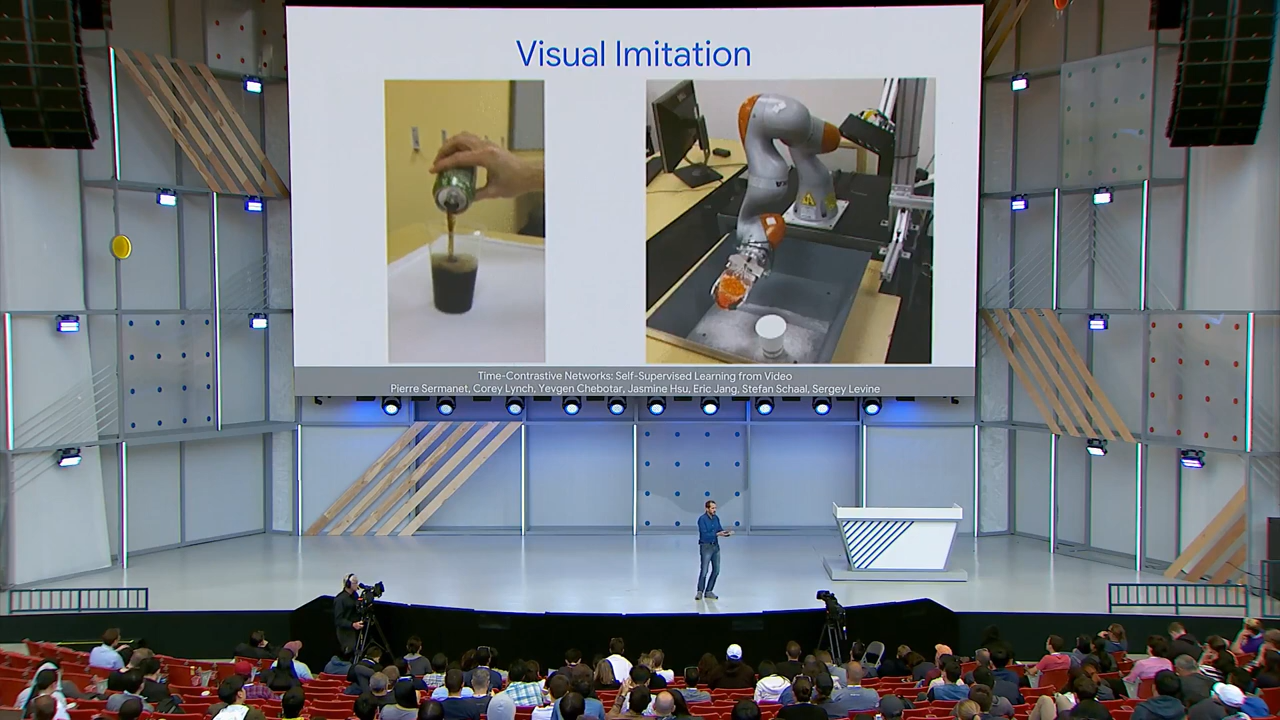 Visual Imitation
Time-Contrastive Networks: Self-Supervised Learning from Video
Pierre Sermanet, Corey Lynch, Yevgen Chebotar, Jasmine Hsu, Eric Jang, Stefan Schaal, Sergey Levine